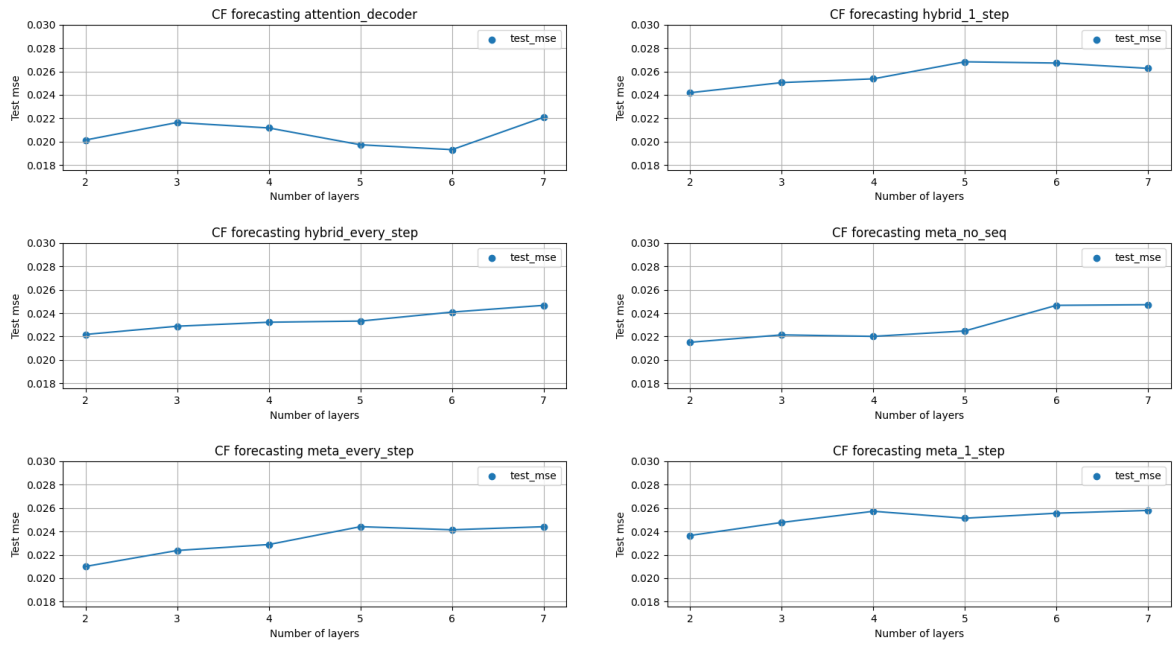 CF forecasting attention_decoder
0.030
0.028
0.026
0.024
0.022
0.020
0.018
Test mse
test_mse
2 3 4 5 6 7
Number of layers
CF forecasting hybrid_1_step
0.030
0.028
0.026
0.024
0.022
0.020
0.018
Test mse
test_mse
2 3 4 5 6 7
Number of layers
CF forecasting hybrid_every_step
0.030
0.028
0.026
0.024
0.022
0.020
0.018
Test mse
test_mse
2 3 4 5 6 7
Number of layers
CF forecasting meta_no_seq
0.030
0.028
0.026
0.024
0.022
0.020
0.018
Test mse
test_mse
2 3 4 5 6 7
Number of layers
CF forecasting meta_every_step
0.030
0.028
0.026
0.024
0.022
0.020
0.018
Test mse
test_mse
2 3 4 5 6 7
Number of layers
CF forecasting meta_1_step
0.030
0.028
0.026
0.024
0.022
0.020
0.018
Test mse
test_mse
2 3 4 5 6 7
Number of layers